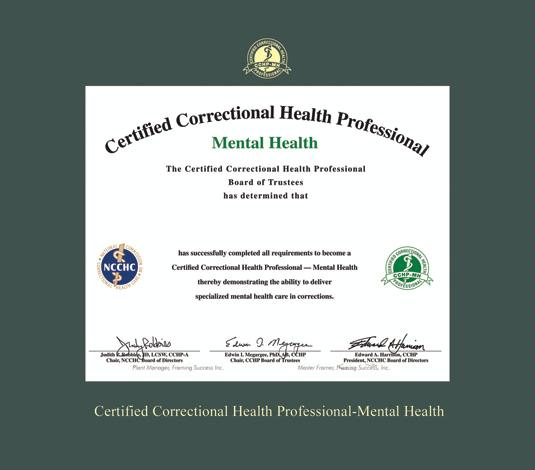 CERTIFIED CORRECTIONAL HEALTH
CCHP-MH
PROFESSIONAL
Certified Correctional Health Professional
Mental Health
The Certified Correctional Health Professional
Board of Trustees
has determined that
has successfully completed all requirements to become a
Certified Correctional Health Professional — Mental Health
thereby demonstrating the ability to deliver
specialized mental health care in corrections.
NCCHC
CERTIFIED CORRECTIONAL HEALTH
CCHP-MH
PROFESSIONAL
Judith R. Robbins, JD, LCSW, CCHP-A
Chair, NCCHC Board of Directors
Edwin I. Megargee, PhD, AB, CCHP
Chair, CCHP Board of Trustees
Edward A. Harrison, CCHP
President, NCCHC Board of Directors
Plant Manager, Framing Success Inc.
Master Framer, Framing Success, Inc.
Certified Correctional Health Professional-Mental Health